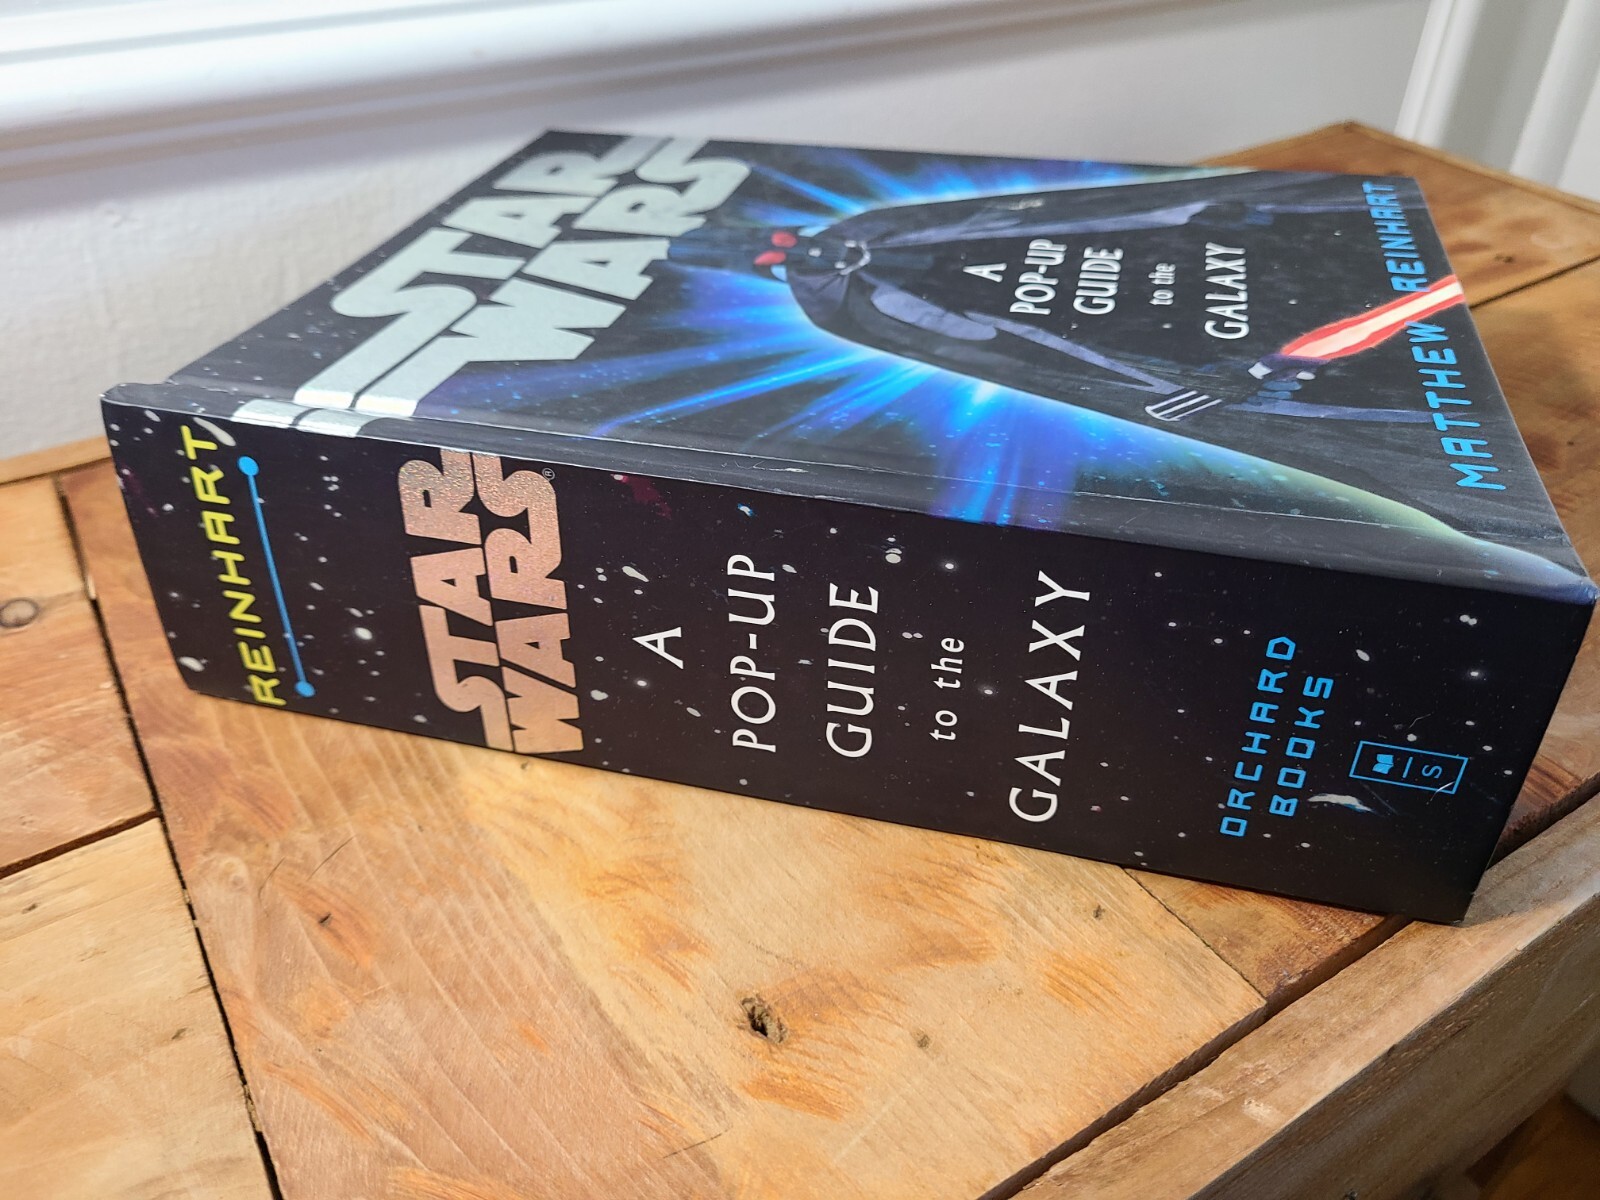 STAR
WARS
A
POP-UP
GUIDE
to the
GALAXY
MATTHEW REINHART
REINHART
STAR
WARS®
A
POP-UP
GUIDE
to the
GALAXY
ORCHARD
BOOKS
S